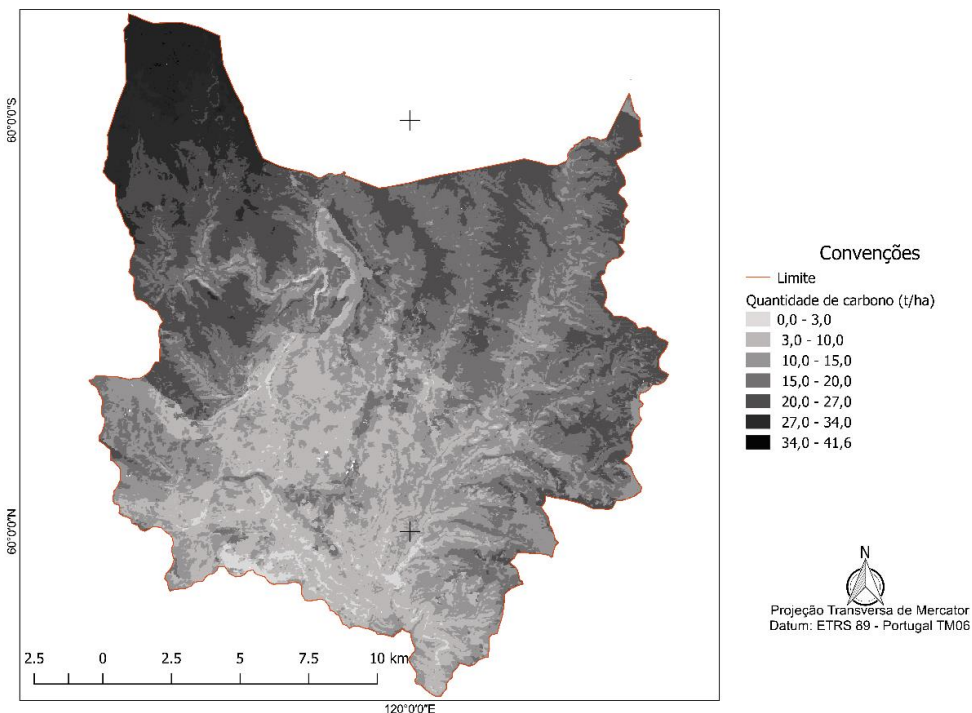 60°0'0"S
60°0'0"N
2.5 0 2.5 5 7.5 10 km
120°0'0"E
Convenções
Limite
Quantidade de carbono (t/ha)
0,0 - 3,0
3,0 - 10,0
10,0 - 15,0
15,0 - 20,0
20,0 - 27,0
27,0 - 34,0
34,0 - 41,6
N
Projeção Transversa de Mercator
Datum: ETRS 89 - Portugal TM06